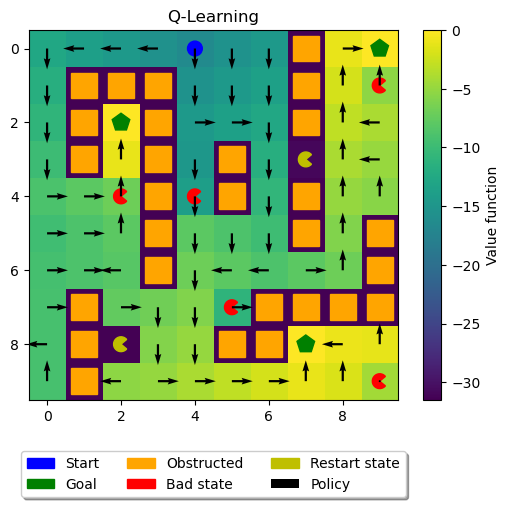 Q-Learning
0
2
4
6
8
0
2
4
6
8
0
−5
−10
−15
−20
−25
−30
Value function
Start
Obstructed
Restart state
Goal
Bad state
Policy